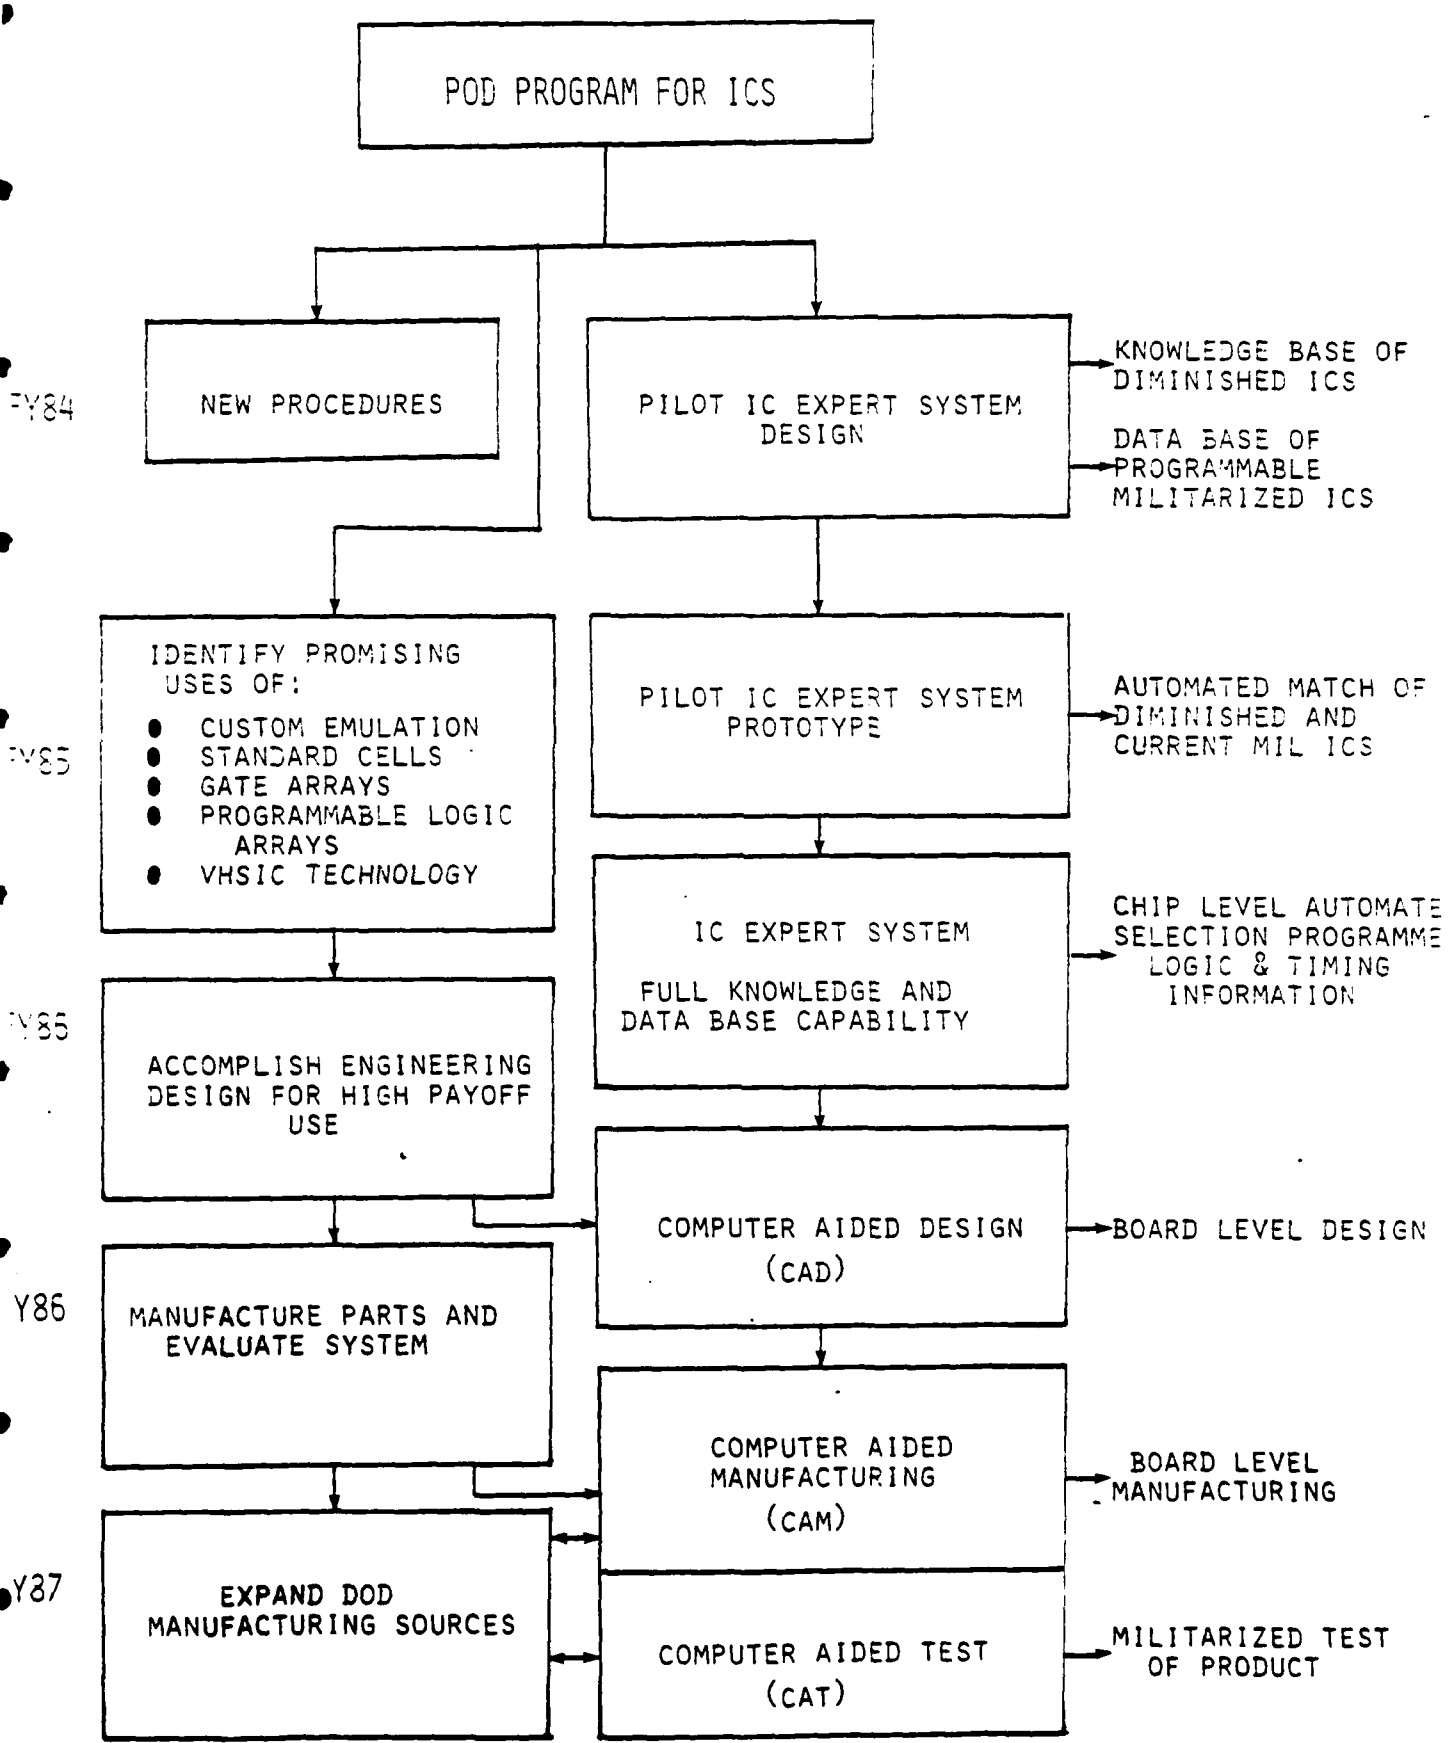 POD PROGRAM FOR ICS
FY84
NEW PROCEDURES
PILOT IC EXPERT SYSTEM
DESIGN
KNOWLEDGE BASE OF
DIMINISHED ICS
DATA BASE OF
PROGRAMMABLE
MILITARIZED ICS
IDENTIFY PROMISING
USES OF:
● CUSTOM EMULATION
● STANDARD CELLS
● GATE ARRAYS
● PROGRAMMABLE LOGIC
ARRAYS
● VHSIC TECHNOLOGY
PILOT IC EXPERT SYSTEM
PROTOTYPE
AUTOMATED MATCH OF
DIMINISHED AND
CURRENT MIL ICS
FY85
IC EXPERT SYSTEM
FULL KNOWLEDGE AND
DATA BASE CAPABILITY
CHIP LEVEL AUTOMATE
SELECTION PROGRAMME
LOGIC & TIMING
INFORMATION
ACCOMPLISH ENGINEERING
DESIGN FOR HIGH PAYOFF
USE
COMPUTER AIDED DESIGN
(CAD)
BOARD LEVEL DESIGN
Y86
MANUFACTURE PARTS AND
EVALUATE SYSTEM
COMPUTER AIDED
MANUFACTURING
(CAM)
BOARD LEVEL
MANUFACTURING
Y87
EXPAND DOD
MANUFACTURING SOURCES
COMPUTER AIDED TEST
(CAT)
MILITARIZED TEST
OF PRODUCT